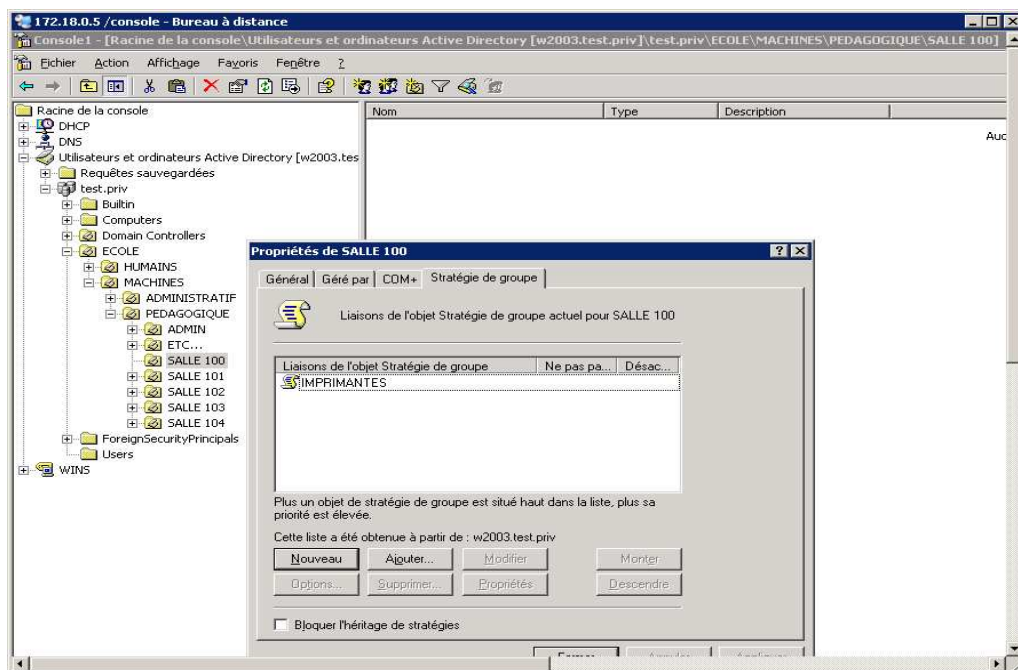 172.18.0.5 /console - Bureau à distance
Console1 - [Racine de la console\Utilisateurs et ordinateurs Active Directory [w2003.test.priv]\test.priv\ECOLE\MACHINES\PEDAGOGIQUE\SALLE 100]
Fichier Action Affichage Favoris Fenêtre ?
Racine de la console
DHCP
DNS
Utilisateurs et ordinateurs Active Directory [w2003.tes
Requêtes sauvegardées
test.priv
Builtin
Computers
Domain Controllers
ECOLE
HUMAINS
MACHINES
ADMINISTRATIF
PEDAGOGIQUE
ADMIN
ETC...
SALLE 100
SALLE 101
SALLE 102
SALLE 103
SALLE 104
ForeignSecurityPrincipals
Users
WINS
Nom Type Description
Auc
Propriétés de SALLE 100
Général Géré par COM+ Stratégie de groupe
Liaisons de l'objet Stratégie de groupe actuel pour SALLE 100
Liaisons de l'objet Stratégie de groupe Ne pas pa... Désac...
IMPRIMANTES
Plus un objet de stratégie de groupe est situé haut dans la liste, plus sa
priorité est élevée.
Cette liste a été obtenue à partir de : w2003.test.priv
Nouveau Ajouter... Modifier Monter
Options... Supprimer... Propriétés Descendre
Bloquer l'héritage de stratégies
Fermer Annuler Appliquer